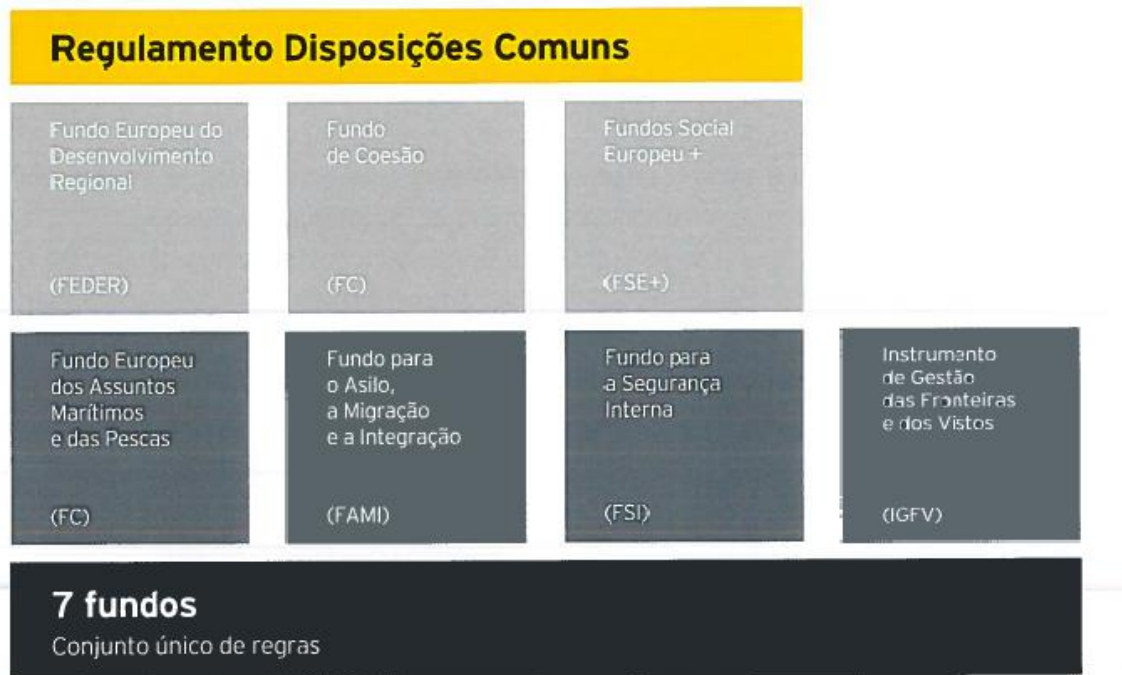 Regulamento Disposições Comuns
Fundo Europeu do
Desenvolvimento
Regional
(FEDER)
Fundo
de Coesão
(FC)
Fundos Social
Europeu +
(FSE+)
Fundo Europeu
dos Assuntos
Marítimos
e das Pescas
(FC)
Fundo para
o Asilo,
a Migração
e a Integração
(FAMI)
Fundo para
a Segurança
Interna
(FSI)
Instrumento
de Gestão
das Fronteiras
e dos Vistos
(IGFV)
7 fundos
Conjunto único de regras